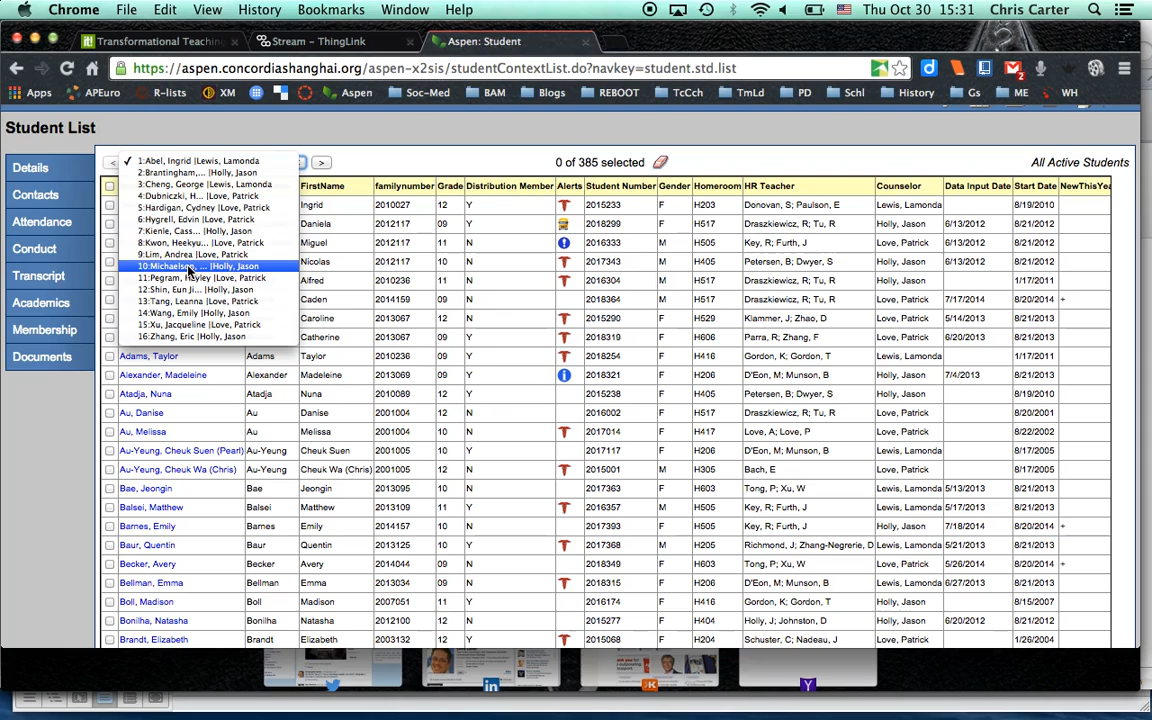 Chrome File Edit View History Bookmarks Window Help Thu Oct 30 15:31 Chris Carter
Transformational Teachin × Stream - ThingLink × Aspen: Student ×
https://aspen.concordiashanghai.org/aspen-x2sis/studentContextList.do?navkey=student.std.list
Apps APEuro R-lists XM Aspen Soc-Med BAM Blogs REBOOT TcCch TmLd PD Schl History Gs ME WH
Student List
Details
Contacts
Attendance
Conduct
Transcript
Academics
Membership
Documents
< > 0 of 385 selected All Active Students
✓ 1:Abel, Ingrid |Lewis, Lamonda
2:Brantingham,... |Holly, Jason
3:Cheng, George |Lewis, Lamonda
4:Dubniczki, H... |Love, Patrick
5:Hardigan, Cydney |Love, Patrick
6:Hygrell, Edvin |Love, Patrick
7:Kienle, Cass... |Holly, Jason
8:Kwon, Heekyu... |Love, Patrick
9:Lim, Andrea |Love, Patrick
10:Michaelson, ... |Holly, Jason
11:Pegram, Hayley |Love, Patrick
12:Shin, Eun Ji... |Holly, Jason
13:Tang, Leanna |Love, Patrick
14:Wang, Emily |Holly, Jason
15:Xu, Jacqueline |Love, Patrick
16:Zhang, Eric |Holly, Jason
FirstName familynumber Grade Distribution Member Alerts Student Number Gender Homeroom HR Teacher Counselor Data Input Date Start Date NewThisYea
Ingrid 2010027 12 Y 2015233 F H203 Donovan, S; Paulson, E Lewis, Lamonda 8/19/2010
Daniela 2012117 09 Y 2018299 F H517 Draszkiewicz, R; Tu, R Holly, Jason 6/13/2012 8/21/2012
Miguel 2012117 11 N 2016333 M H505 Key, R; Furth, J Holly, Jason 6/13/2012 8/21/2012
Nicolas 2012117 10 N 2017343 M H205 Petersen, B; Dwyer, S Holly, Jason 6/13/2012 8/21/2012
Alfred 2010236 11 N 2016304 M H505 Key, R; Furth, J Love, Patrick 1/17/2011
Caden 2014159 09 N 2018364 M H517 Draszkiewicz, R; Tu, R Love, Patrick 7/17/2014 8/20/2014 +
Caroline 2013087 12 N 2015290 F H529 Klammer, J; Zhao, J Love, Patrick 5/14/2013 8/21/2013
Catherine 2013067 09 Y 2018319 F H606 Parra, R; Zhang, F Love, Patrick 6/20/2013 8/21/2013
Adams, Taylor Adams Taylor 2010236 09 Y 2018254 F H416 Gordon, K; Gordon, T Love, Patrick 1/17/2011
Alexander, Madeleine Alexander Madeleine 2013069 09 Y 2018321 F H206 D'Eon, M; Munson, B Holly, Jason 7/4/2013 8/21/2013
Atadja, Nuna Atadja Nuna 2010089 12 Y 2015238 F H205 Petersen, B; Dwyer, S Holly, Jason 8/19/2010
Au, Danise Au Danise 2001004 12 N 2016002 F H517 Draszkiewicz, R; Tu, R Love, Patrick 8/20/2001
Au, Melissa Au Melissa 2001004 11 Y 2017014 F H417 Love, A; Love, P Love, Patrick 8/22/2002
Au-Yeung, Cheuk Suen (Pearl) Au-Yeung Cheuk Suen 2001005 10 Y 2017117 F H206 D'Eon, M; Munson, B Love, Patrick 8/17/2005
Au-Yeung, Cheuk Wa (Chris) Au-Yeung Cheuk Wa (Chris) 2001005 12 N 2015001 M H305 Bach, E Love, Patrick 8/17/2005
Bae, Jeongin Bae Jeongin 2013095 10 N 2017363 F H603 Tong, P; Xu, W Lewis, Lamonda 5/13/2013 8/21/2013
Balsei, Matthew Balsei Matthew 2013109 11 Y 2016357 M H505 Key, R; Furth, J Lewis, Lamonda 5/17/2013 8/21/2013
Barnes, Emily Barnes Emily 2014157 10 N 2017393 F H505 Key, R; Furth, J Holly, Jason 7/18/2014 8/20/2014 +
Baur, Quentin Baur Quentin 2013125 10 Y 2017368 M H205 Richmond, J; Zhang-Negrerie, D Lewis, Lamonda 5/21/2013 8/21/2013
Becker, Avery Becker Avery 2014044 09 N 2018349 F H603 Tong, P; Xu, W Holly, Jason 5/26/2014 8/20/2014 +
Bellman, Emma Bellman Emma 2013034 09 N 2018315 F H206 D'Eon, M; Munson, B Lewis, Lamonda 6/27/2013 8/21/2013
Boll, Madison Boll Madison 2007051 11 Y 2016174 F H416 Gordon, K; Gordon, T Holly, Jason 8/15/2007
Bonilha, Natasha Bonilha Natasha 2012100 12 N 2015307 F H404 Holly, J; Johnston, D Holly, Jason 6/20/2012 8/21/2012
Brandt, Elizabeth Brandt Elizabeth 2003132 12 Y 2015068 F H204 Schuster, C; Nadeau, J Love, Patrick 1/26/2004